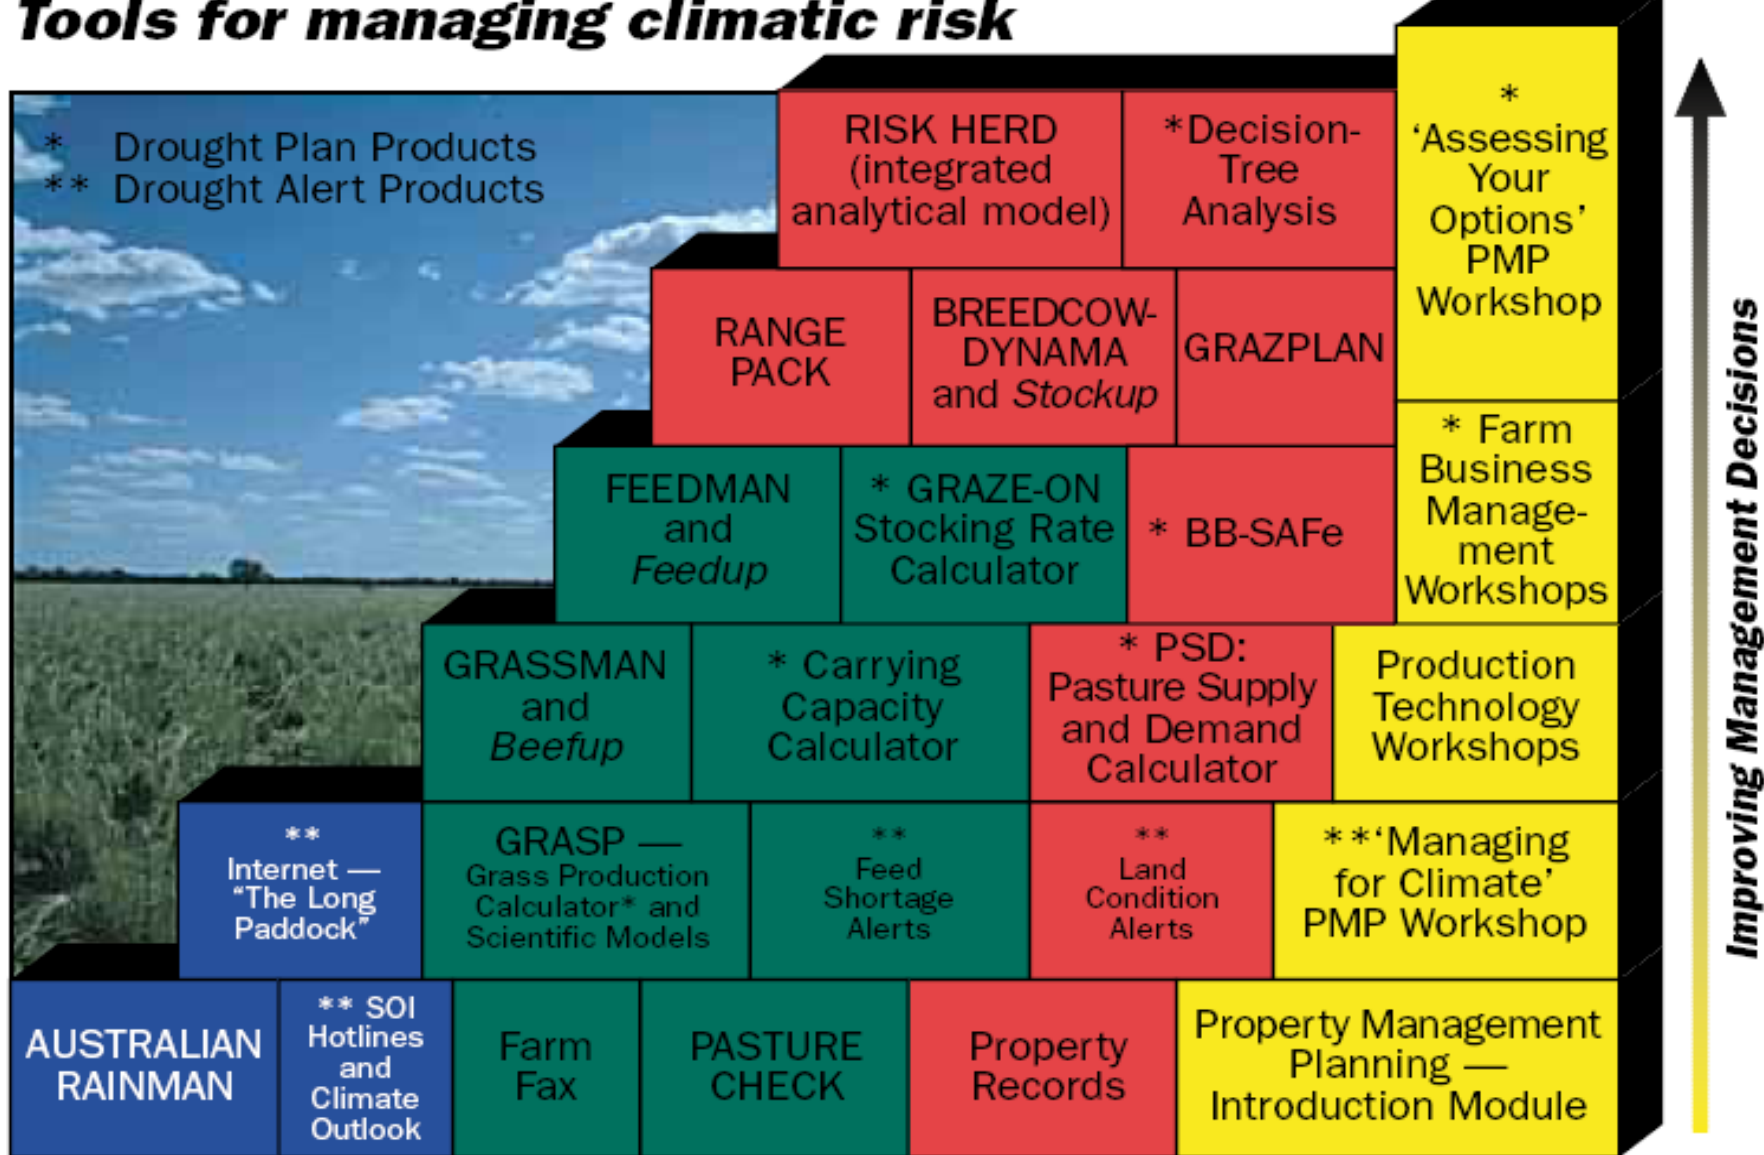 Tools for managing climatic risk
* Drought Plan Products
** Drought Alert Products
RISK HERD
(integrated
analytical model)
*Decision-
Tree
Analysis
*
‘Assessing
Your
Options’
PMP
Workshop
RANGE
PACK
BREEDCOW-
DYNAMA
and Stockup
GRAZPLAN
* Farm
Business
Manage-
ment
Workshops
FEEDMAN
and
Feedup
* GRAZE-ON
Stocking Rate
Calculator
* BB-SAFe
GRASSMAN
and
Beefup
* Carrying
Capacity
Calculator
* PSD:
Pasture Supply
and Demand
Calculator
Production
Technology
Workshops
**
Internet —
“The Long
Paddock”
GRASP —
Grass Production
Calculator* and
Scientific Models
**
Feed
Shortage
Alerts
**
Land
Condition
Alerts
**‘Managing
for Climate’
PMP Workshop
AUSTRALIAN
RAINMAN
** SOI
Hotlines
and
Climate
Outlook
Farm
Fax
PASTURE
CHECK
Property
Records
Property Management
Planning —
Introduction Module
Improving Management Decisions